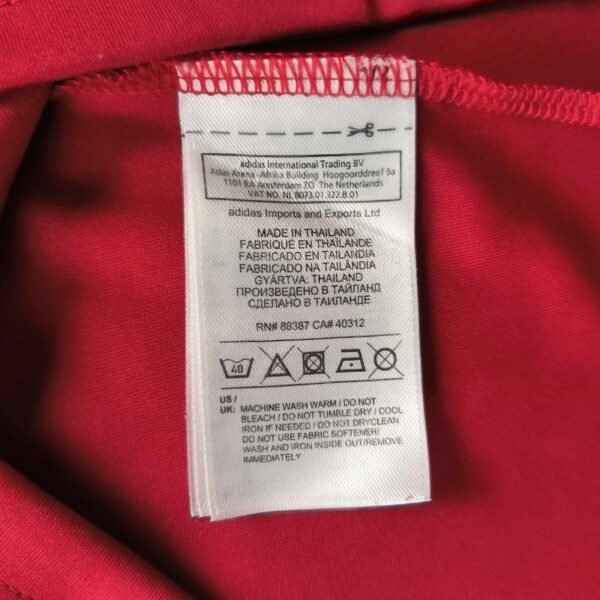 adidas International Trading BV
Atlas Arena -Afrika Building Hoogoorddreef 9a
1101 EA Amsterdam ZO The Netherlands
VAT NO. NL 8073.01.322.B.01
adidas Imports and Exports Ltd
MADE IN THAILAND
FABRIQUÉ EN THAÏLANDE
FABRICADO EN TAILANDIA
FABRICADO NA TAILÂNDIA
GYÁRTVA: THAILAND
ПРОИЗВЕДЕНО В ТАИЛАНД
СДЕЛАНО В ТАИЛАНДЕ
RN# 88387 CA# 40312
40
US /
UK: MACHINE WASH WARM / DO NOT
BLEACH / DO NOT TUMBLE DRY / COOL
IRON IF NEEDED / DO NOT DRYCLEAN
DO NOT USE FABRIC SOFTENER/
WASH AND IRON INSIDE OUT/REMOVE
IMMEDIATELY